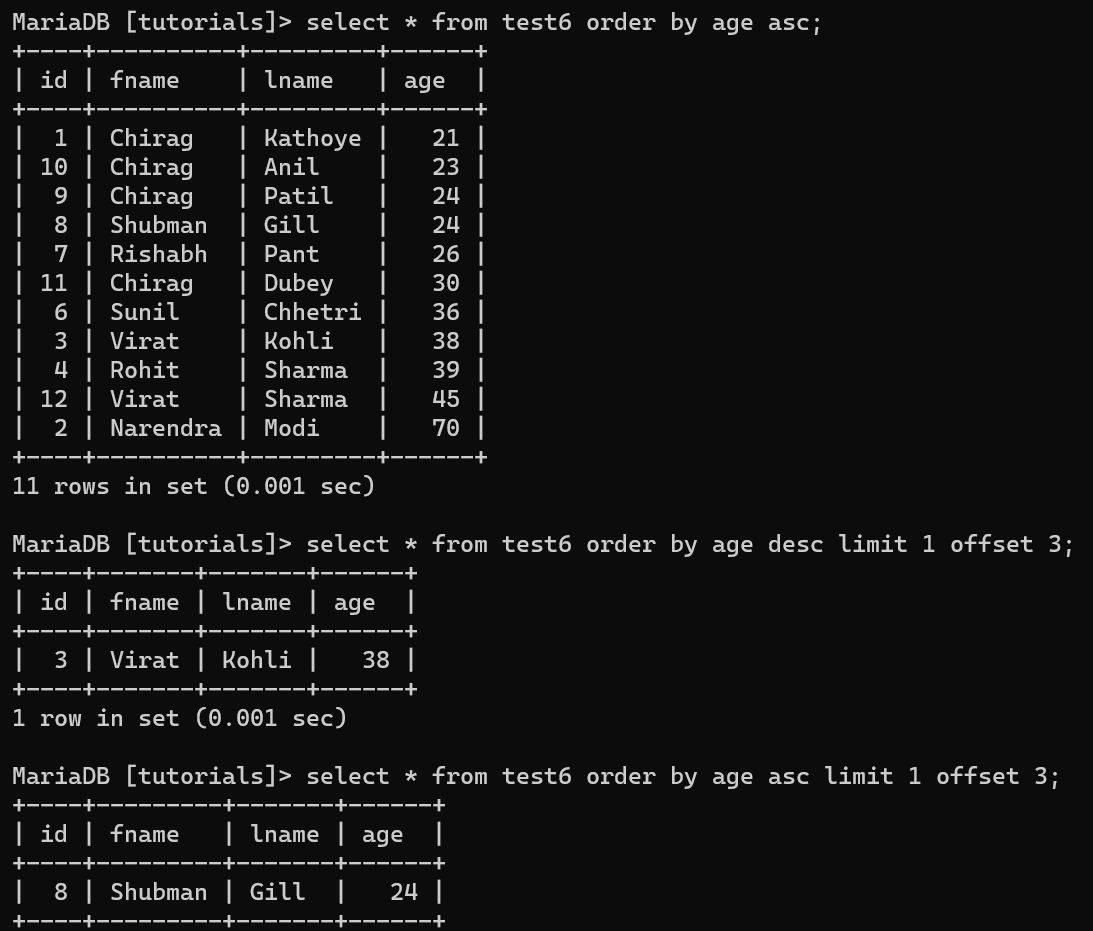 MariaDB [tutorials]> select * from test6 order by age asc;
+----+----------+---------+------+
| id | fname    | lname   | age  |
+----+----------+---------+------+
|  1 | Chirag   | Kathoye |   21 |
| 10 | Chirag   | Anil    |   23 |
|  9 | Chirag   | Patil   |   24 |
|  8 | Shubman  | Gill    |   24 |
|  7 | Rishabh  | Pant    |   26 |
| 11 | Chirag   | Dubey   |   30 |
|  6 | Sunil    | Chhetri |   36 |
|  3 | Virat    | Kohli   |   38 |
|  4 | Rohit    | Sharma  |   39 |
| 12 | Virat    | Sharma  |   45 |
|  2 | Narendra | Modi    |   70 |
+----+----------+---------+------+
11 rows in set (0.001 sec)

MariaDB [tutorials]> select * from test6 order by age desc limit 1 offset 3;
+----+-------+-------+------+
| id | fname | lname | age  |
+----+-------+-------+------+
|  3 | Virat | Kohli |   38 |
+----+-------+-------+------+
1 row in set (0.001 sec)

MariaDB [tutorials]> select * from test6 order by age asc limit 1 offset 3;
+----+---------+-------+------+
| id | fname   | lname | age  |
+----+---------+-------+------+
|  8 | Shubman | Gill  |   24 |
+----+---------+-------+------+